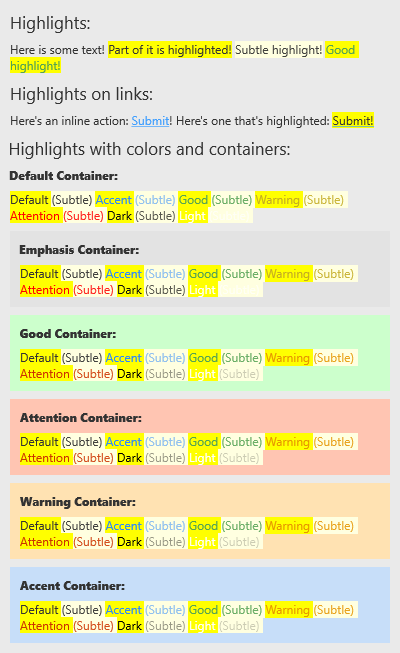 Highlights:
Here is some text! Part of it is highlighted! Subtle highlight! Good
highlight!
Highlights on links:
Here's an inline action: Submit! Here's one that's highlighted: Submit!
Highlights with colors and containers:
Default Container:
Default (Subtle) Accent (Subtle) Good (Subtle) Warning (Subtle)
Attention (Subtle) Dark (Subtle) Light
Emphasis Container:
Default (Subtle) Accent (Subtle) Good (Subtle) Warning (Subtle)
Attention (Subtle) Dark (Subtle) Light
Good Container:
Default (Subtle) Accent (Subtle) Good (Subtle) Warning (Subtle)
Attention (Subtle) Dark (Subtle) Light (Subtle)
Attention Container:
Default (Subtle) Accent (Subtle) Good (Subtle) Warning (Subtle)
Attention (Subtle) Dark (Subtle) Light (Subtle)
Warning Container:
Default (Subtle) Accent (Subtle) Good (Subtle) Warning (Subtle)
Attention (Subtle) Dark (Subtle) Light (Subtle)
Accent Container:
Default (Subtle) Accent (Subtle) Good (Subtle) Warning (Subtle)
Attention (Subtle) Dark (Subtle) Light (Subtle)